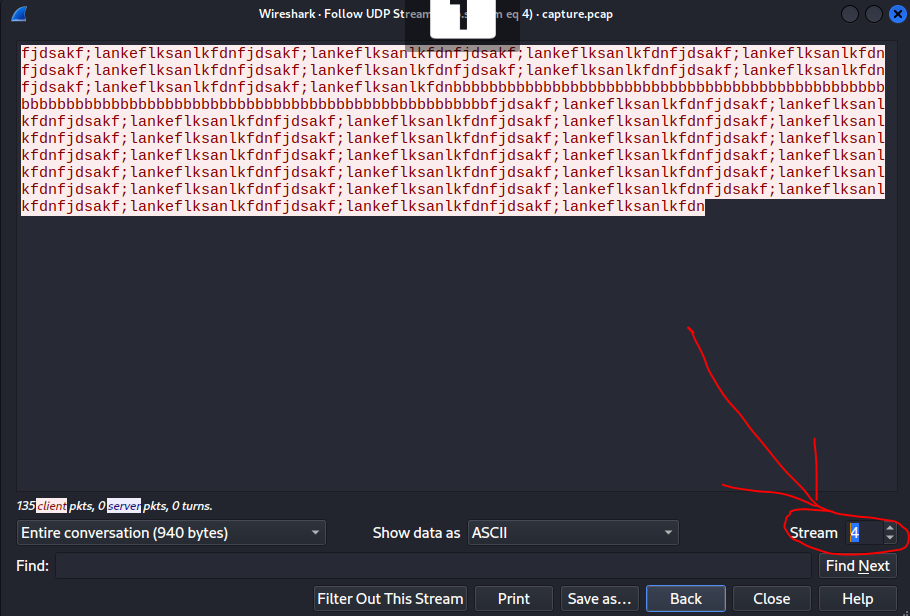 Wireshark · Follow UDP Stream eq 4) · capture.pcap
fjdsakf;lankeflksanlkfdnfjdsakf;lankeflksanlkfdnfjdsakf;lankeflksanlkfdnfjdsakf;lankeflksanlkfdn
fjdsakf;lankeflksanlkfdnfjdsakf;lankeflksanlkfdnfjdsakf;lankeflksanlkfdnfjdsakf;lankeflksanlkfdn
fjdsakf;lankeflksanlkfdnfjdsakf;lankeflksanlkfdnbbbbbbbbbbbbbbbbbbbbbbbbbbbbbbbbbbbbbbbbbbbbbbbb
bbbbbbbbbbbbbbbbbbbbbbbbbbbbbbbbbbbbbbbbbbbbbbbbbbbbfjdsakf;lankeflksanlkfdnfjdsakf;lankeflksanl
kfdnfjdsakf;lankeflksanlkfdnfjdsakf;lankeflksanlkfdnfjdsakf;lankeflksanlkfdnfjdsakf;lankeflksanl
kfdnfjdsakf;lankeflksanlkfdnfjdsakf;lankeflksanlkfdnfjdsakf;lankeflksanlkfdnfjdsakf;lankeflksanl
kfdnfjdsakf;lankeflksanlkfdnfjdsakf;lankeflksanlkfdnfjdsakf;lankeflksanlkfdnfjdsakf;lankeflksanl
kfdnfjdsakf;lankeflksanlkfdnfjdsakf;lankeflksanlkfdnfjdsakf;lankeflksanlkfdnfjdsakf;lankeflksanl
kfdnfjdsakf;lankeflksanlkfdnfjdsakf;lankeflksanlkfdnfjdsakf;lankeflksanlkfdnfjdsakf;lankeflksanl
kfdnfjdsakf;lankeflksanlkfdnfjdsakf;lankeflksanlkfdnfjdsakf;lankeflksanlkfdn
135 client pkts, 0 server pkts, 0 turns.
Entire conversation (940 bytes) Show data as ASCII Stream 4
Find: Find Next
Filter Out This Stream Print Save as… Back Close Help